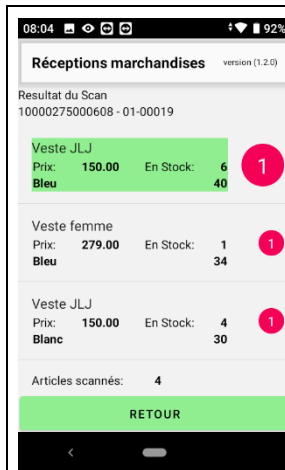 08:04 92%
Réceptions marchandises version (1.2.0)
Resultat du Scan
10000275000608 - 01-00019
Veste JLJ
Prix: 150.00 En Stock: 6 1
Bleu 40
Veste femme
Prix: 279.00 En Stock: 1 1
Bleu 34
Veste JLJ
Prix: 150.00 En Stock: 4 1
Blanc 30
Articles scannés: 4
RETOUR